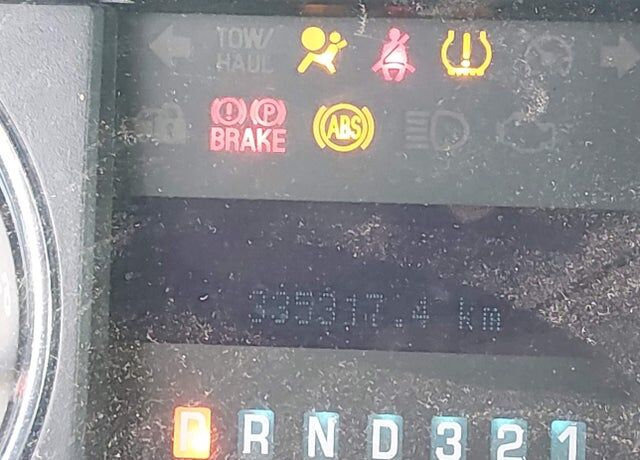 TOW/
HAUL
! P
BRAKE
ABS
km
P R N D 3 2 1